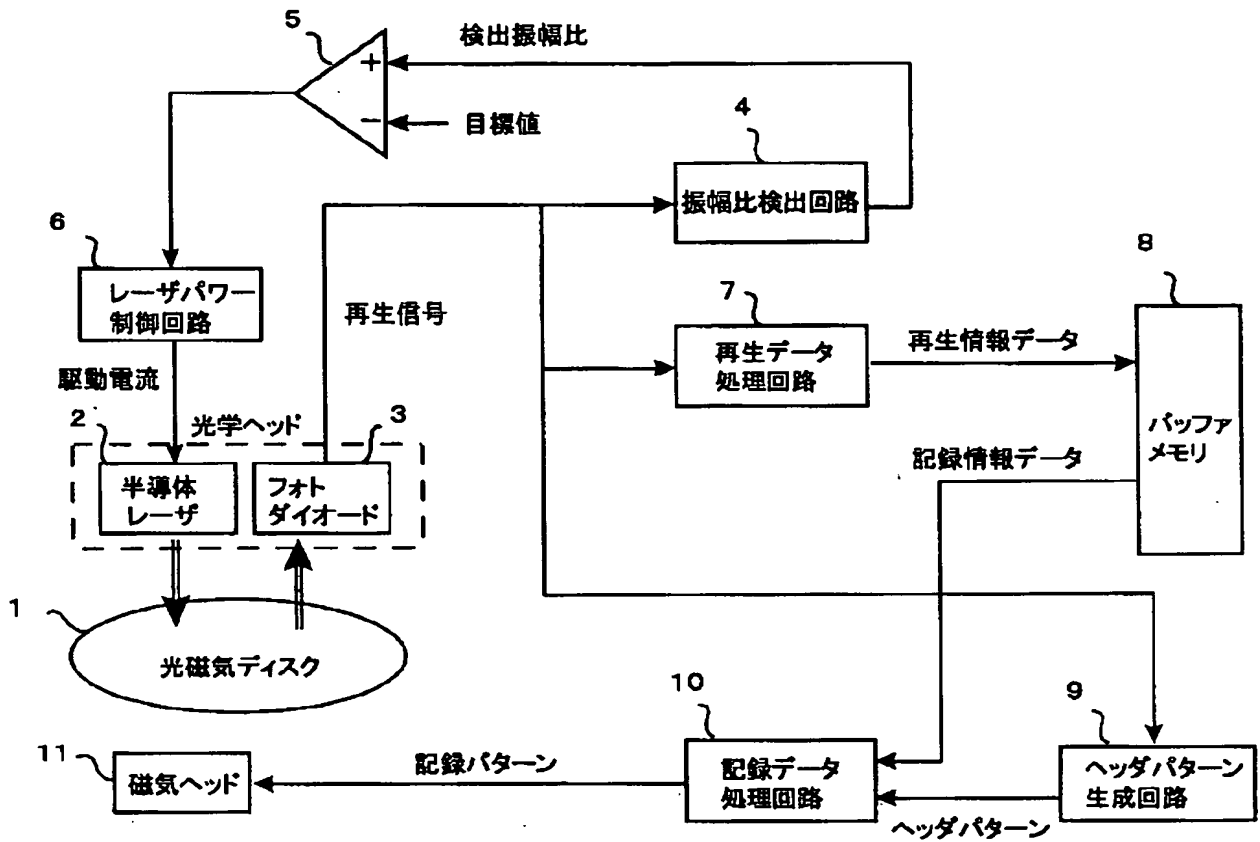 5
検出振幅比
+
−
目標値
4
振幅比検出回路
6
レーザパワー
制御回路
8
再生信号
7
再生データ
処理回路
再生情報データ
駆動電流
バッファ
メモリ
2
光学ヘッド
3
記録情報データ
半導体
レーザ
フォト
ダイオード
1
光磁気ディスク
10
9
11
磁気ヘッド
記録パターン
記録データ
処理回路
ヘッダパターン
生成回路
ヘッダパターン